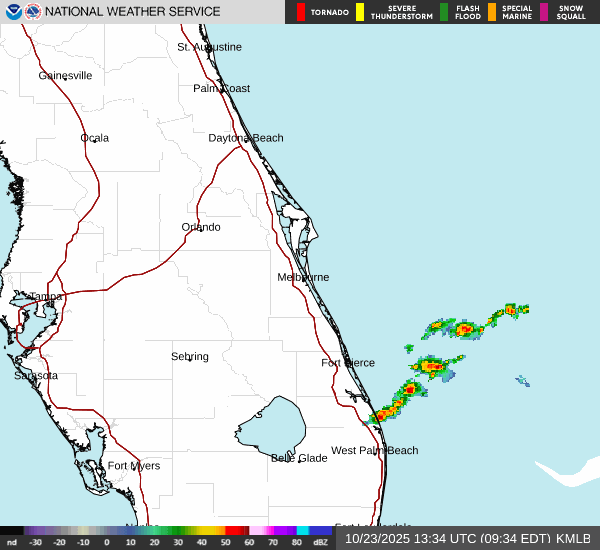 NATIONAL WEATHER SERVICE
TORNADO
SEVERE
THUNDERSTORM
FLASH
FLOOD
SPECIAL
MARINE
SNOW
SQUALL
St. Augustine
Gainesville
Palm Coast
Ocala
Daytona Beach
Orlando
Melbourne
Tampa
Sebring
Fort Pierce
Sarasota
West Palm Beach
Belle Glade
Fort Myers
nd -30 -20 -10 0 10 20 30 40 50 60 70 80 dBZ
10/23/2025 13:34 UTC (09:34 EDT) KMLB